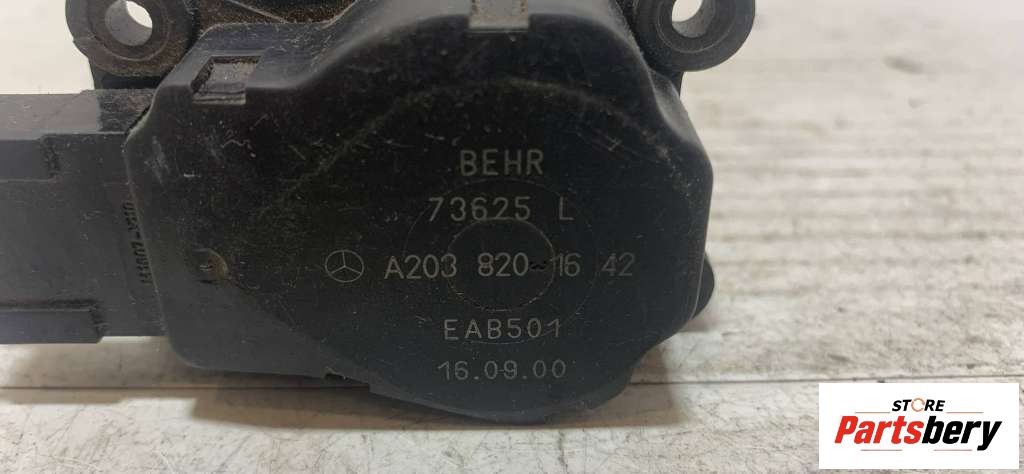 BEHR
73625 L
A203 820 16 42
EAB501
16.09.00
STORE
Partsbery